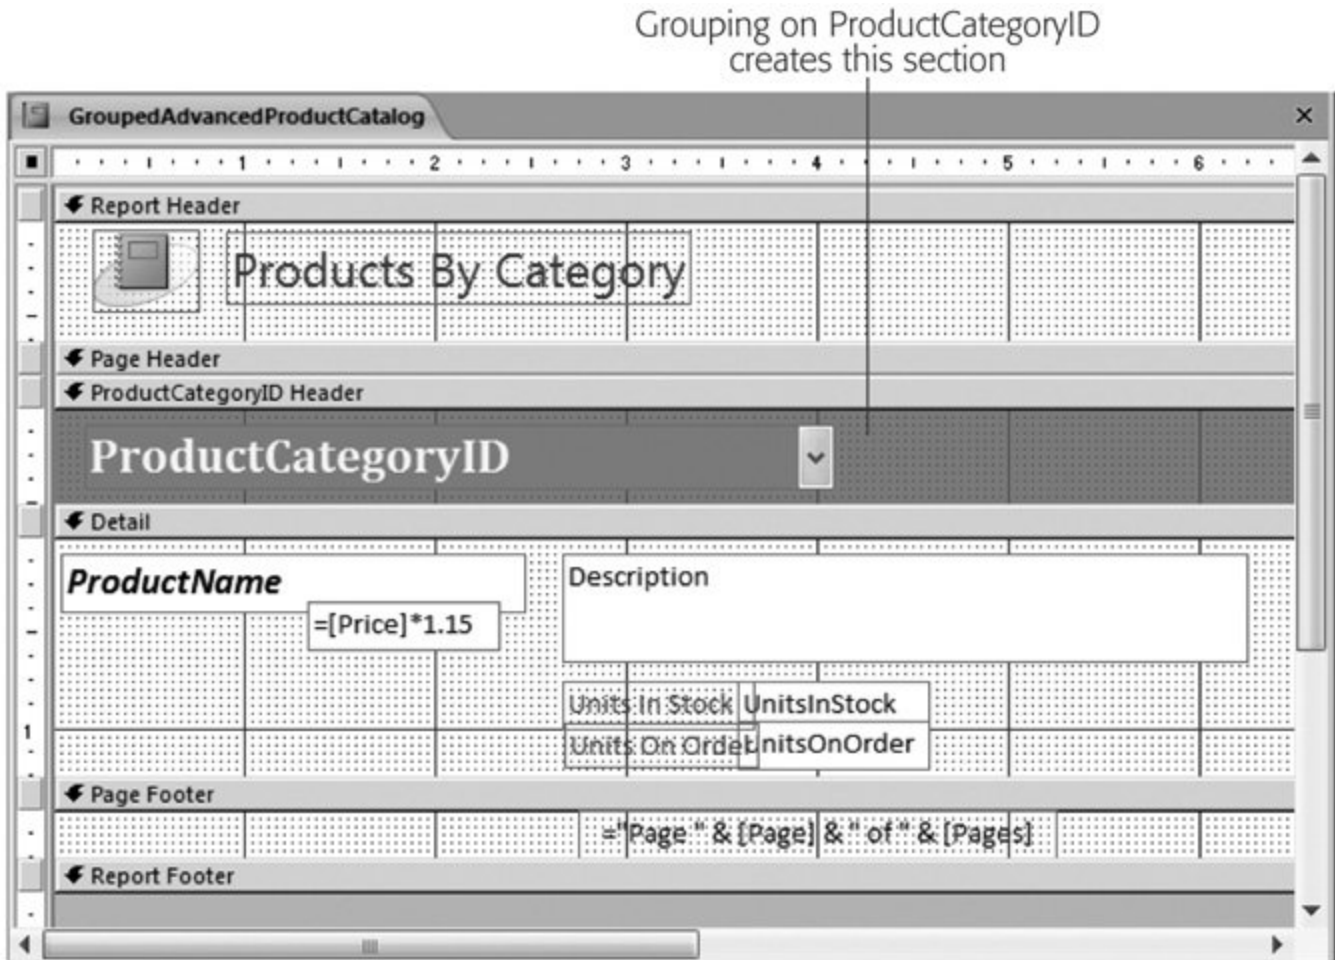 Grouping on ProductCategoryID
creates this section
GroupedAdvancedProductCatalog
1 2 3 4 5 6
Report Header
Products By Category
Page Header
ProductCategoryID Header
ProductCategoryID
Detail
ProductName
Description
=[Price]*1.15
Units In Stock UnitsInStock
1
Units On Order UnitsOnOrder
Page Footer
="Page " & [Page] & " of " & [Pages]
Report Footer